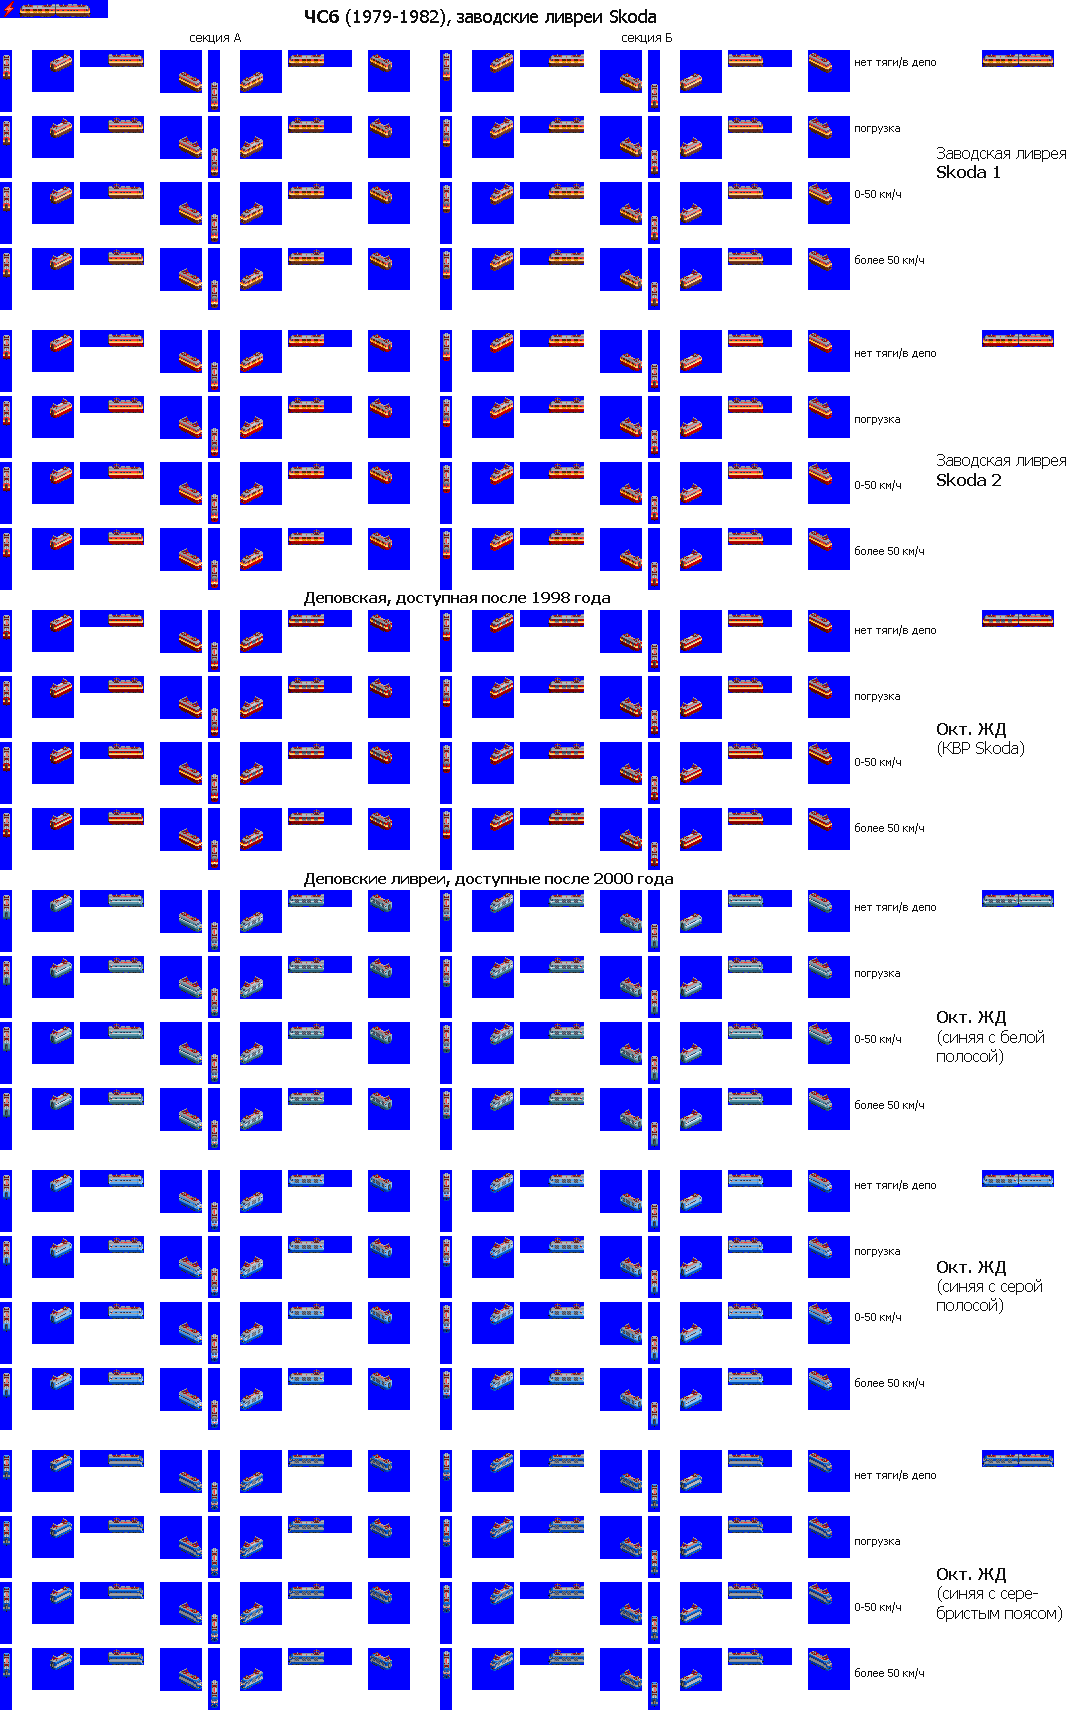 ЧС6 (1979-1982), заводские ливреи Skoda
секция А
секция Б
нет тяги/в депо
погрузка
Заводская ливрея
Skoda 1
0-50 км/ч
более 50 км/ч
нет тяги/в депо
погрузка
Заводская ливрея
Skoda 2
0-50 км/ч
более 50 км/ч
Деповская, доступная после 1998 года
нет тяги/в депо
погрузка
Окт. ЖД
(КВР Skoda)
0-50 км/ч
более 50 км/ч
Деповские ливреи, доступные после 2000 года
нет тяги/в депо
погрузка
Окт. ЖД
(синяя с белой
полосой)
0-50 км/ч
более 50 км/ч
нет тяги/в депо
погрузка
Окт. ЖД
(синяя с серой
полосой)
0-50 км/ч
более 50 км/ч
нет тяги/в депо
погрузка
Окт. ЖД
(синяя с сере-
бристым поясом)
0-50 км/ч
более 50 км/ч